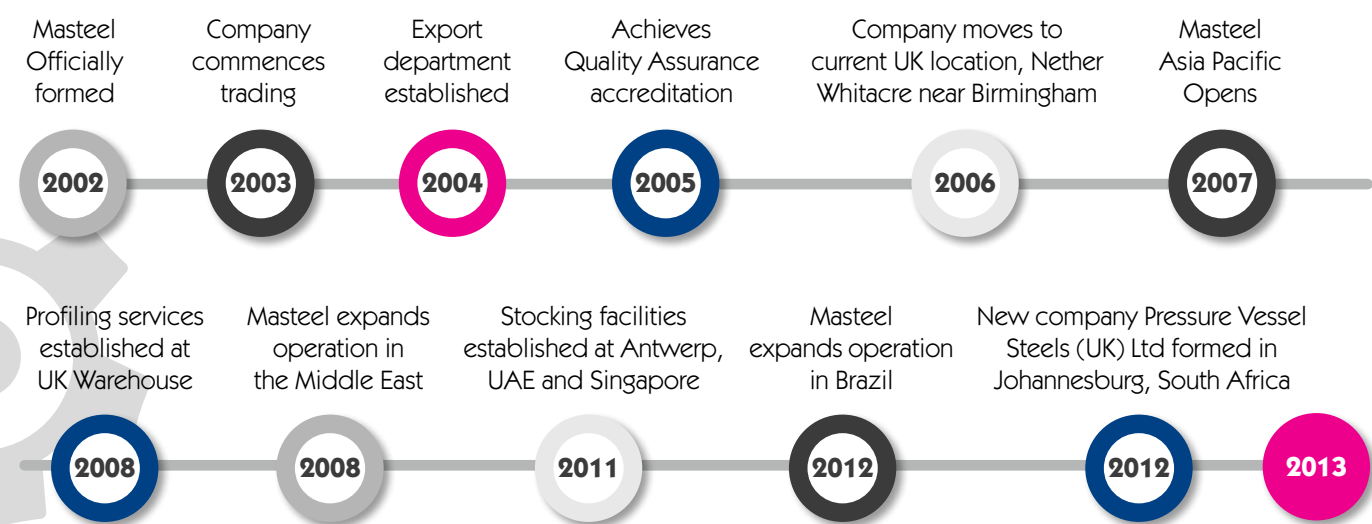 Masteel
Officially
formed
2002
Company
commences
trading
2003
Export
department
established
2004
Achieves
Quality Assurance
accreditation
2005
Company moves to
current UK location, Nether
Whitacre near Birmingham
2006
Masteel
Asia Pacific
Opens
2007
Profiling services
established at
UK Warehouse
2008
Masteel expands
operation in
the Middle East
2008
Stocking facilities
established at Antwerp,
UAE and Singapore
2011
Masteel
expands operation
in Brazil
2012
New company Pressure Vessel
Steels (UK) Ltd formed in
Johannesburg, South Africa
2012
2013